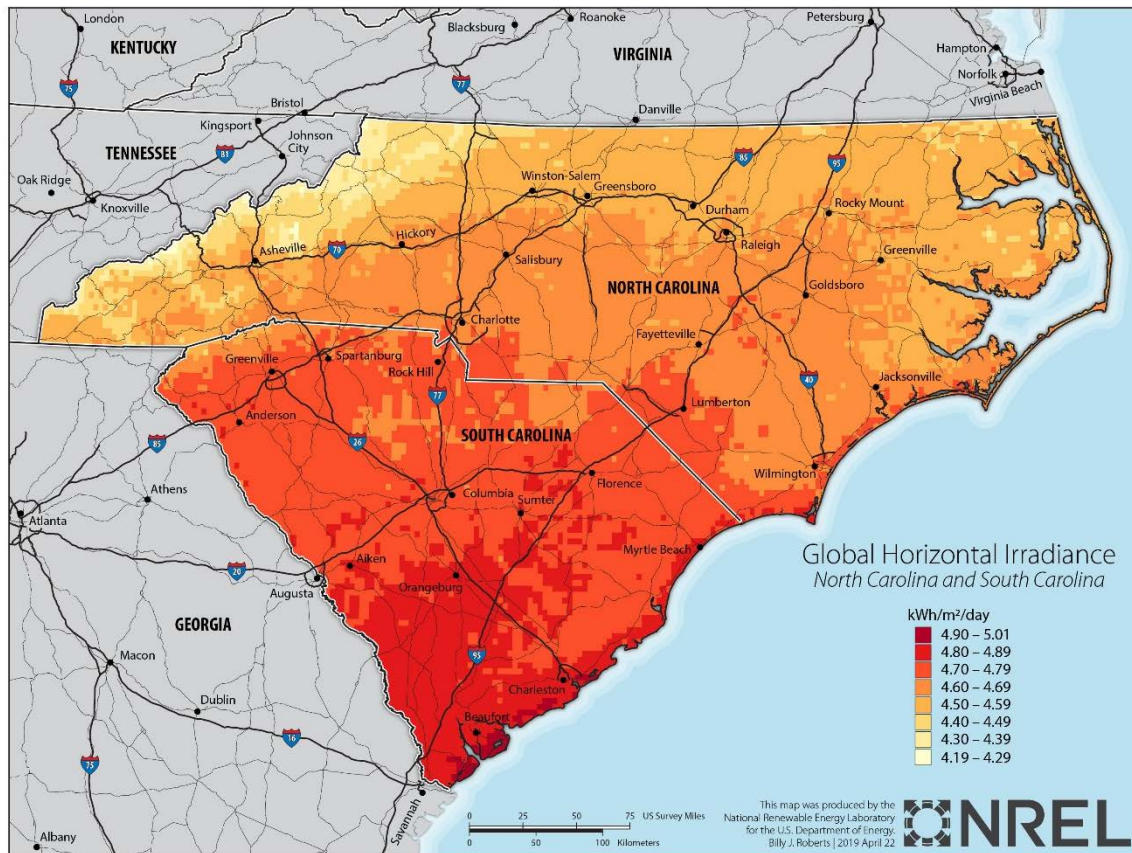 KENTUCKY
Blacksburg
Roanoke
Petersburg
Hampton
Norfolk
Virginia Beach
VIRGINIA
75
77
Bristol
Kingsport
Johnson
City
Danville
TENNESSEE
81
85
95
Oak Ridge
Knoxville
Winston-Salem
Greensboro
Durham
Rocky Mount
Raleigh
Hickory
70
Asheville
Salisbury
Greenville
NORTH CAROLINA
Goldsboro
Charlotte
Fayetteville
Greenville
Spartanburg
Rock Hill
40
Jacksonville
77
Lumberton
Anderson
SOUTH CAROLINA
26
85
Wilmington
Athens
Columbia
Florence
Sumter
Atlanta
Myrtle Beach
Aiken
Orangeburg
20
Augusta
GEORGIA
95
Macon
Charleston
Dublin
Beaufort
16
75
Savannah
Albany
Global Horizontal Irradiance
North Carolina and South Carolina
kWh/m²/day
4.90 – 5.01
4.80 – 4.89
4.70 – 4.79
4.60 – 4.69
4.50 – 4.59
4.40 – 4.49
4.30 – 4.39
4.19 – 4.29
0 25 50 75 US Survey Miles
0 50 100 Kilometers
This map was produced by the
National Renewable Energy Laboratory
for the U.S. Department of Energy.
Billy J. Roberts | 2019 April 22
NREL